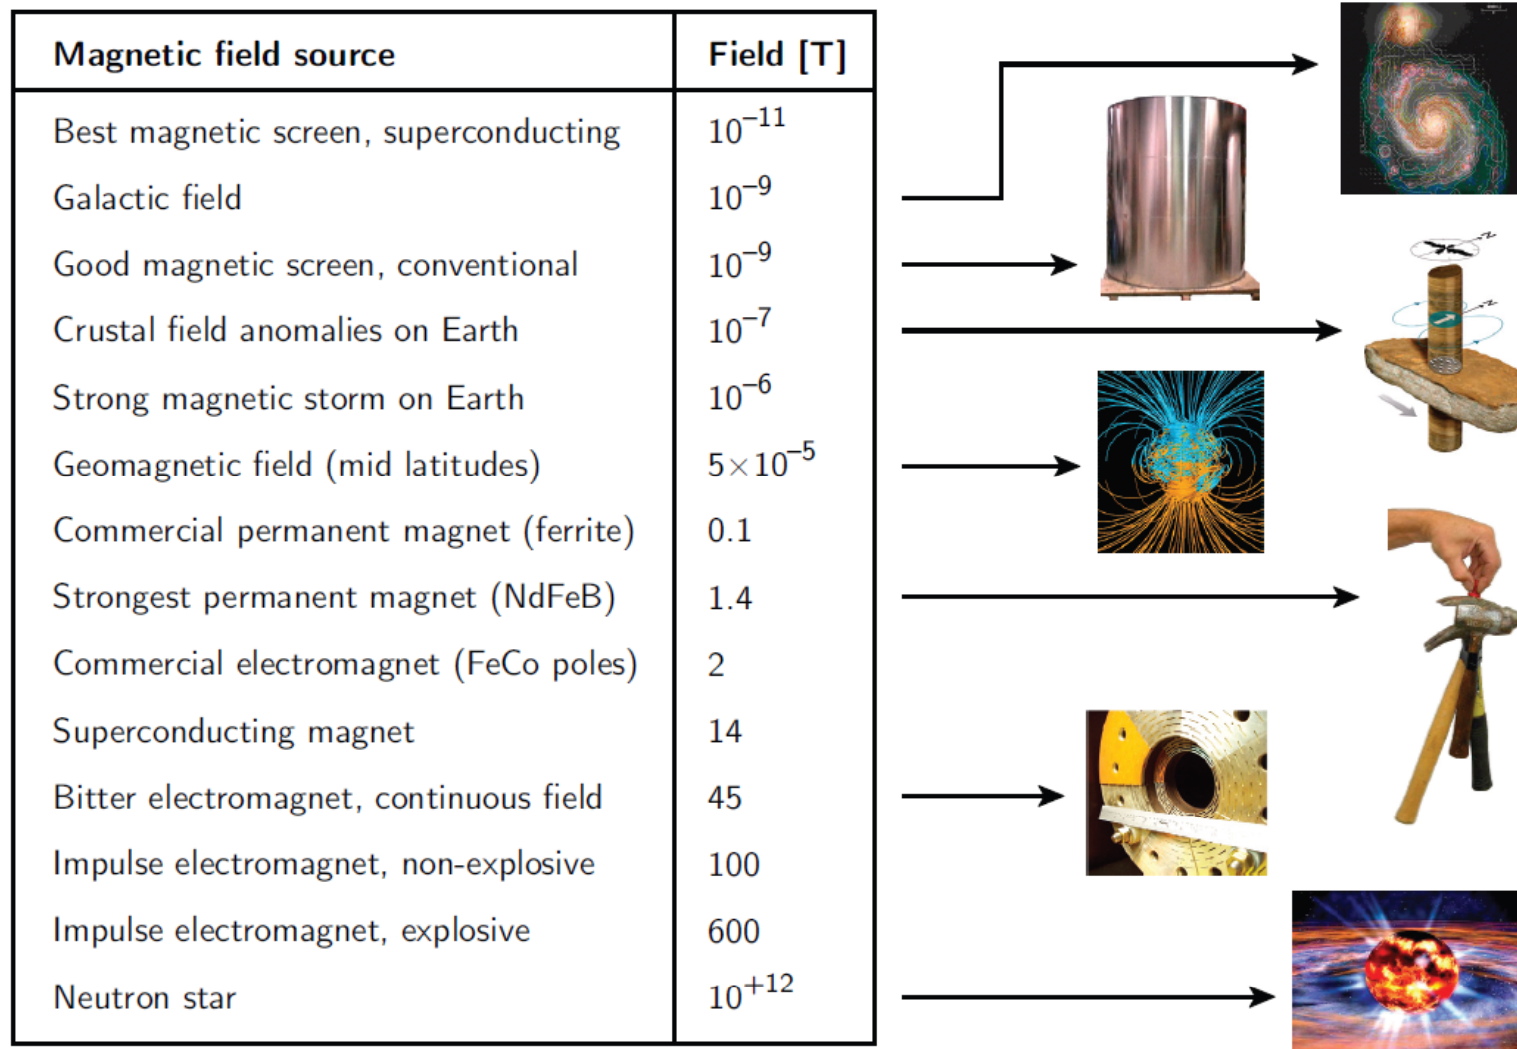 Magnetic field source Field [T]
Best magnetic screen, superconducting 10⁻¹¹
Galactic field 10⁻⁹
Good magnetic screen, conventional 10⁻⁹
Crustal field anomalies on Earth 10⁻⁷
Strong magnetic storm on Earth 10⁻⁶
Geomagnetic field (mid latitudes) 5×10⁻⁵
Commercial permanent magnet (ferrite) 0.1
Strongest permanent magnet (NdFeB) 1.4
Commercial electromagnet (FeCo poles) 2
Superconducting magnet 14
Bitter electromagnet, continuous field 45
Impulse electromagnet, non-explosive 100
Impulse electromagnet, explosive 600
Neutron star 10⁺¹²
N
N